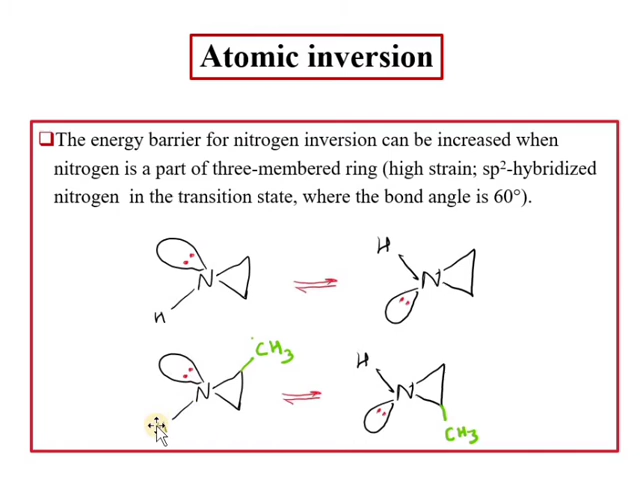 Atomic inversion
❑The energy barrier for nitrogen inversion can be increased when
nitrogen is a part of three-membered ring (high strain; sp²-hybridized
nitrogen in the transition state, where the bond angle is 60°).
N
H
H
N
CH3
N
H
N
CH3